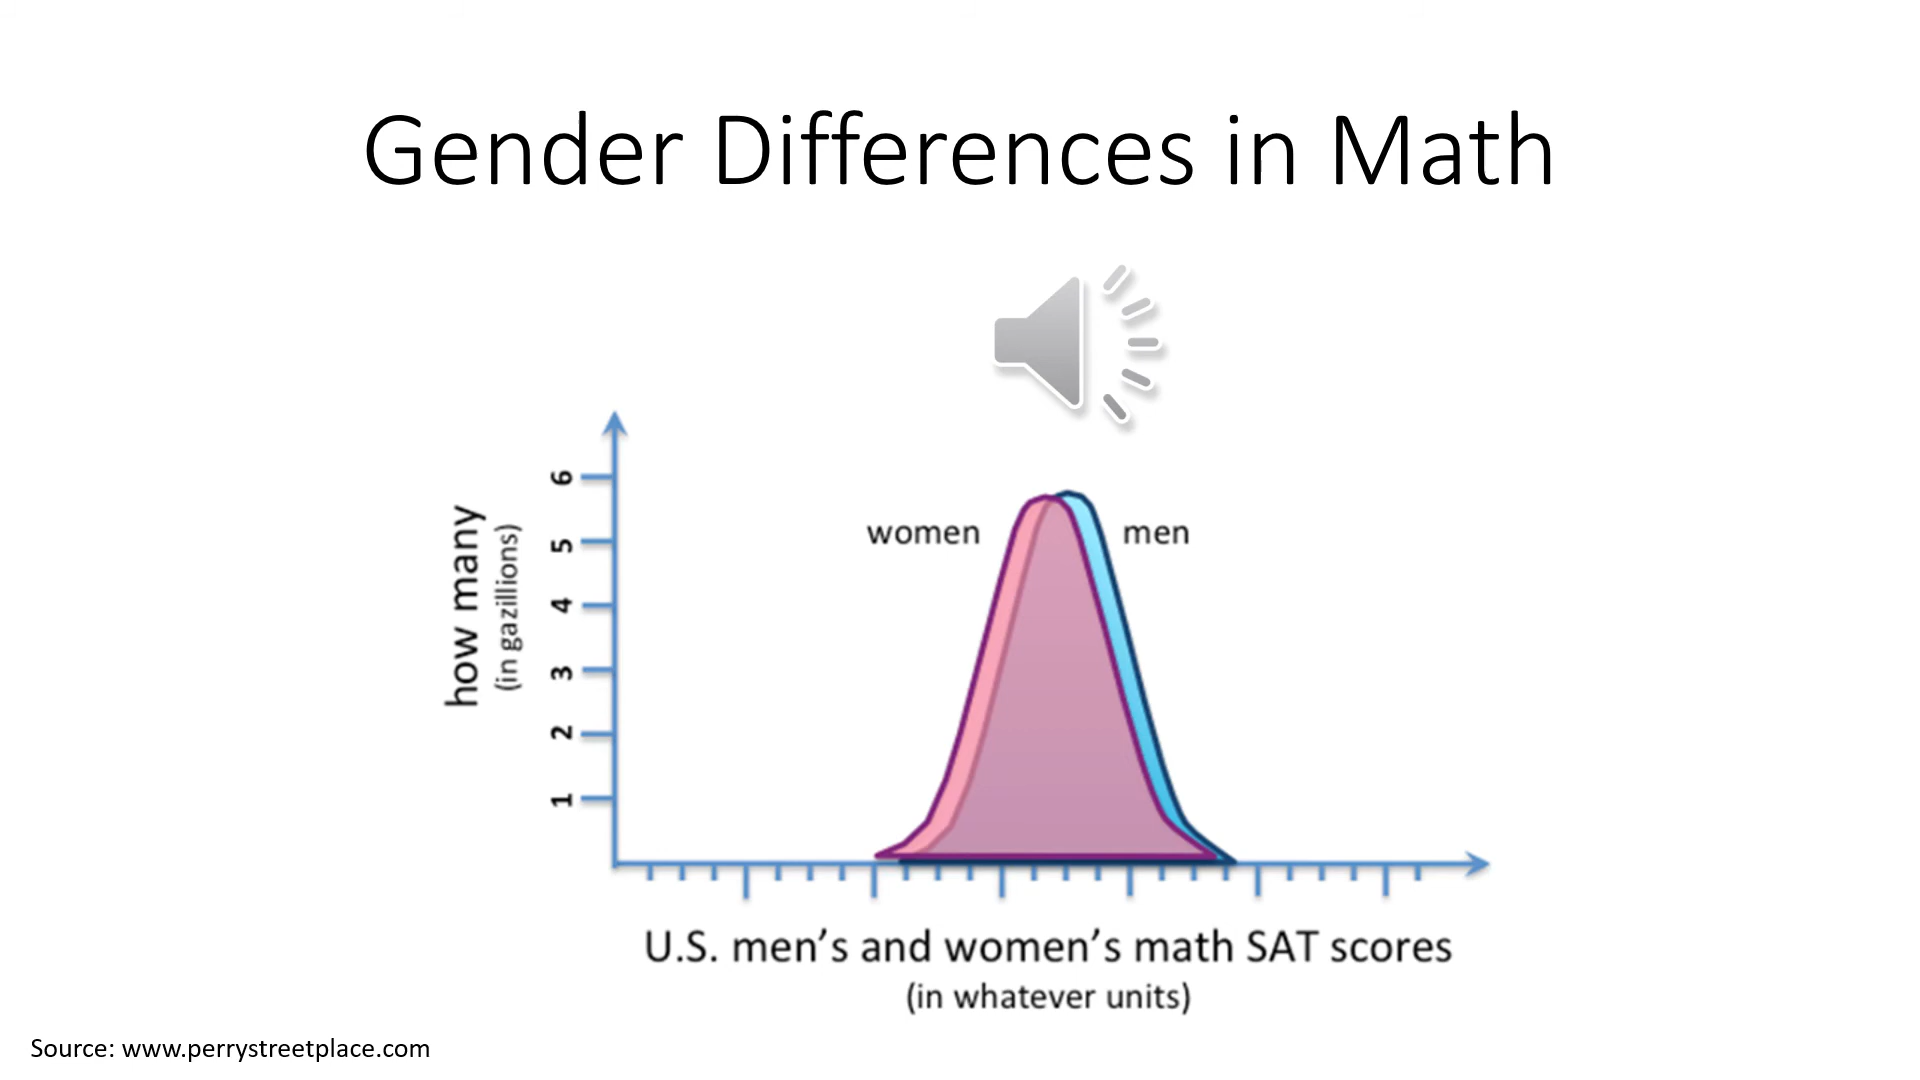 Gender Differences in Math
how many
(in gazillions)
6
5
4
3
2
1
women
men
U.S. men’s and women’s math SAT scores
(in whatever units)
Source: www.perrystreetplace.com